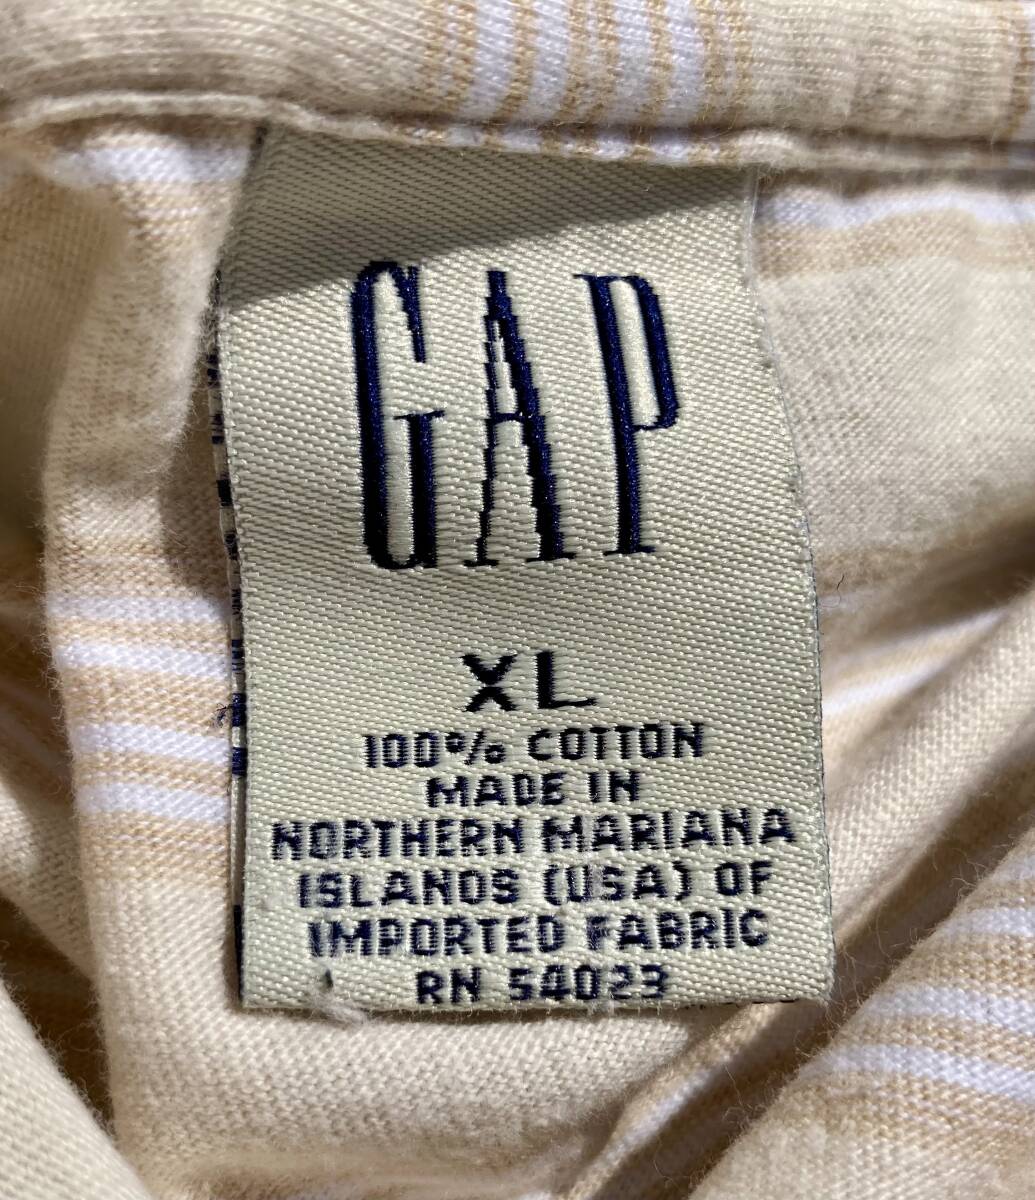 GAP
XL
100% COTTON
MADE IN
NORTHERN MARIANA
ISLANDS (USA) OF
IMPORTED FABRIC
RN 54023